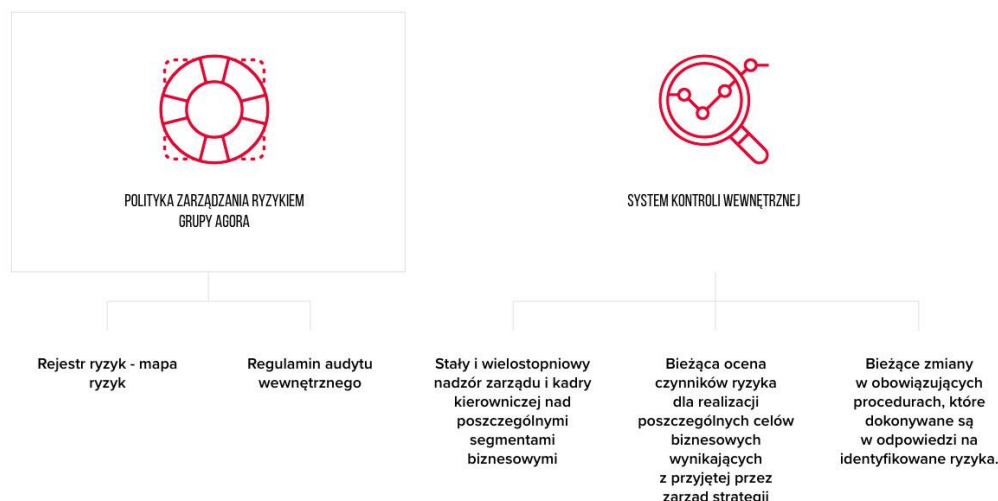 POLITYKA ZARZĄDZANIA RYZYKIEM
GRUPY AGORA
SYSTEM KONTROLI WEWNĘTRZNEJ
Rejestr ryzyk - mapa
ryzyk
Regulamin audytu
wewnętrznego
Stały i wielostopniowy
nadzór zarządu i kadry
kierowniczej nad
poszczególnymi
segmentami
biznesowymi
Bieżąca ocena
czynników ryzyka
dla realizacji
poszczególnych celów
biznesowych
wynikających
z przyjętej przez
zarząd strategii
Bieżące zmiany
w obowiązujących
procedurach, które
dokonywane są
w odpowiedzi na
identyfikowane ryzyka.